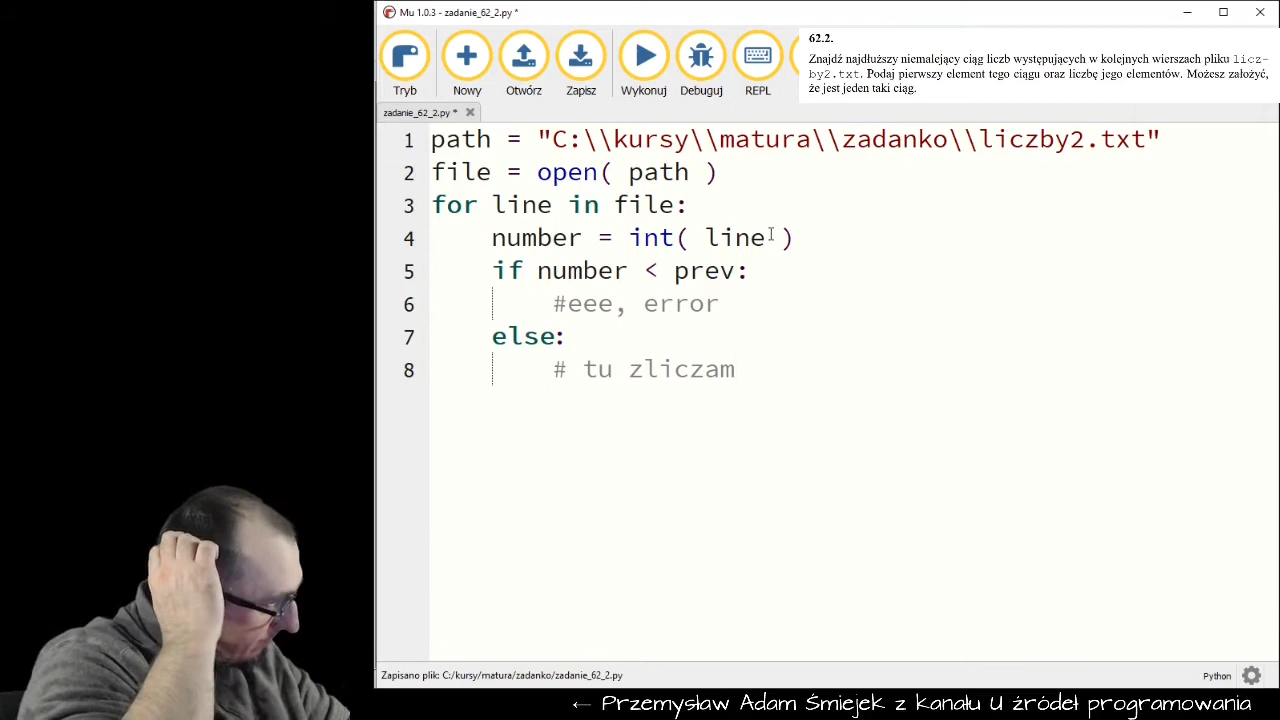 Mu 1.0.3 - zadanie_62_2.py *
Tryb
Nowy
Otwórz
Zapisz
Wykonuj
Debuguj
REPL
62.2.
Znajdź najdłuższy niemalejący ciąg liczb występujących w kolejnych wierszach pliku licz-
by2.txt. Podaj pierwszy element tego ciągu oraz liczbę jego elementów. Możesz założyć,
że jest jeden taki ciąg.
zadanie_62_2.py *
1 path = "C:\\kursy\\matura\\zadanko\\liczby2.txt"
2 file = open( path )
3 for line in file:
4 number = int( line )
5 if number < prev:
6 #eee, error
7 else:
8 # tu zliczam
Zapisano plik: C:/kursy/matura/zadanko/zadanie_62_2.py
Python
← Przemysław Adam Śmiejek z kanału U źródeł programowania